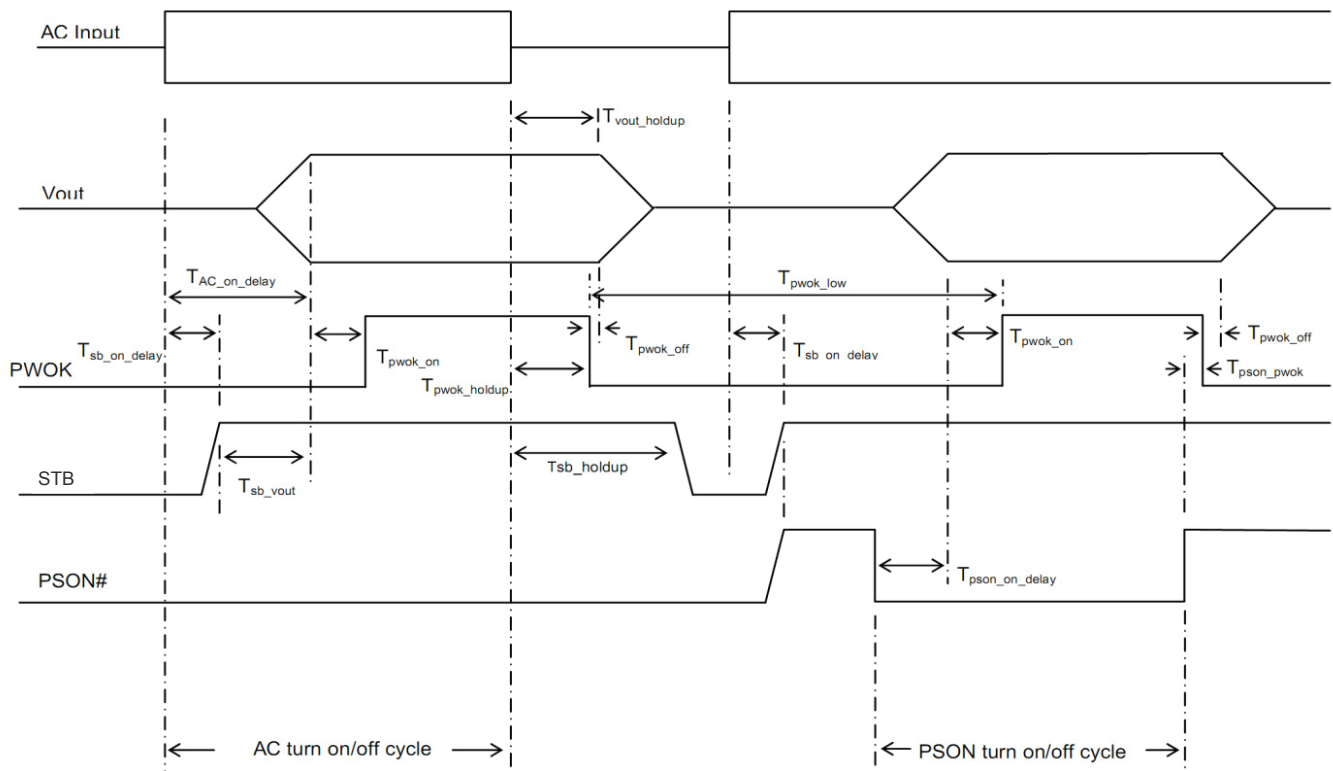 AC Input
Tvout_holdup
Vout
TAC_on_delay
Tpwok_low
Tsb_on_delay
Tpwok_on
Tpwok_off
Tsb_on_delay
Tpwok_on
Tpwok_off
PWOK
Tpwok_holdup
Tpson_pwok
STB
Tsb_vout
Tsb_holdup
PSON#
Tpson_on_delay
AC turn on/off cycle
PSON turn on/off cycle